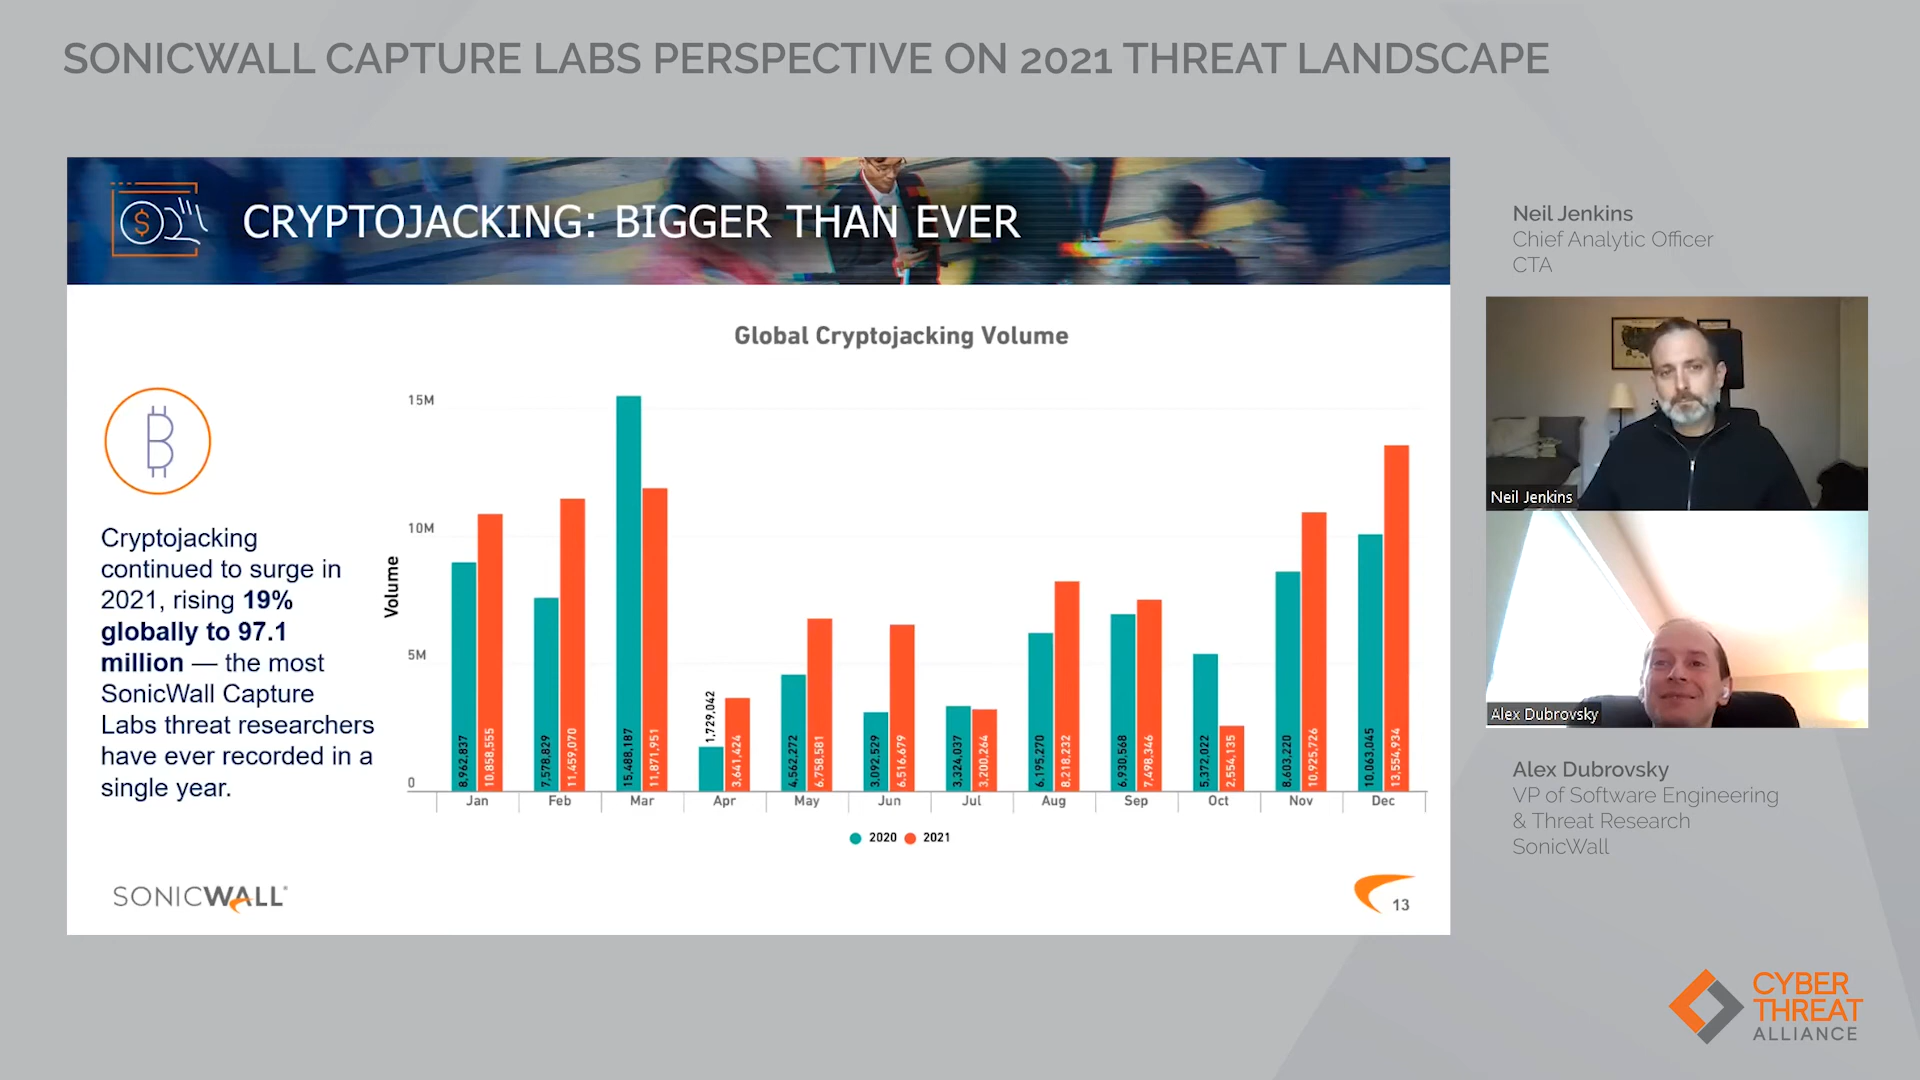 SONICWALL CAPTURE LABS PERSPECTIVE ON 2021 THREAT LANDSCAPE
CRYPTOJACKING: BIGGER THAN EVER
Global Cryptojacking Volume
Cryptojacking
continued to surge in
2021, rising 19%
globally to 97.1
million — the most
SonicWall Capture
Labs threat researchers
have ever recorded in a
single year.
Volume
15M
10M
5M
0
8,962,837
10,858,555
7,578,829
11,459,070
15,488,187
11,871,951
1,729,042
3,641,424
4,562,272
6,758,581
3,092,529
6,516,679
3,324,037
3,200,264
6,195,270
8,218,232
6,930,568
7,498,346
5,372,022
2,554,135
8,603,220
10,925,726
10,063,045
13,554,934
Jan
Feb
Mar
Apr
May
Jun
Jul
Aug
Sep
Oct
Nov
Dec
2020
2021
SONICWALL
13
Neil Jenkins
Chief Analytic Officer
CTA
Neil Jenkins
Alex Dubrovsky
Alex Dubrovsky
VP of Software Engineering
& Threat Research
SonicWall
CYBER
THREAT
ALLIANCE